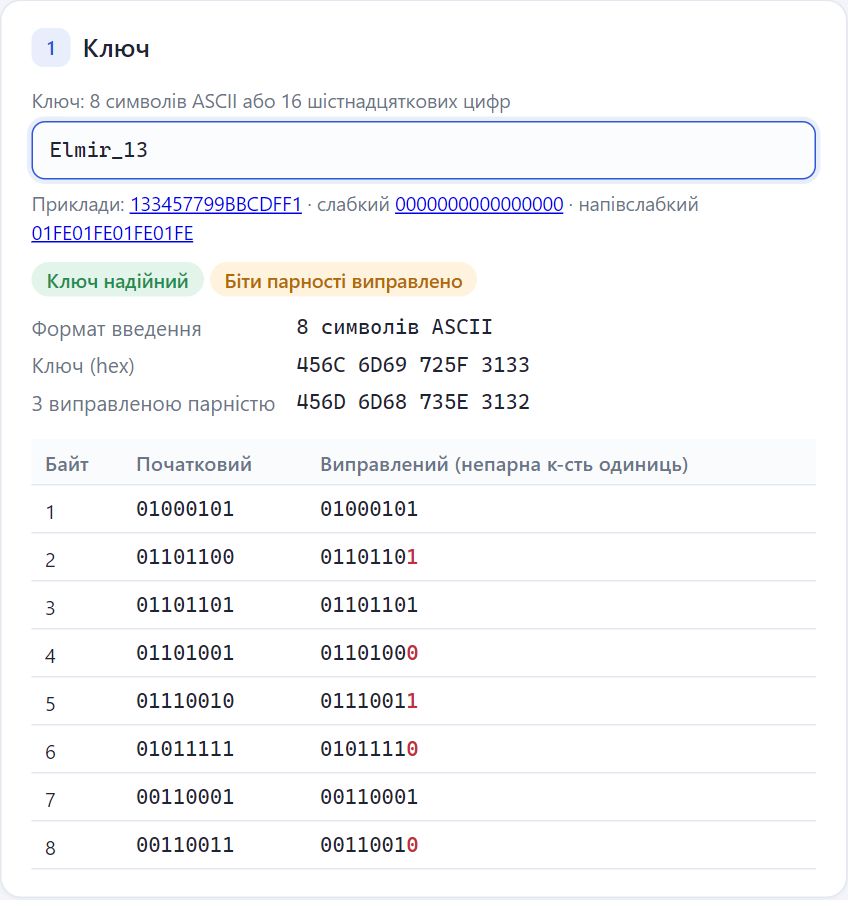 1 Ключ
Ключ: 8 символів ASCII або 16 шістнадцяткових цифр
Elmir_13
Приклади: 133457799BBCDFF1 · слабкий 0000000000000000 · напівслабкий
01FE01FE01FE01FE
Ключ надійний Біти парності виправлено
Формат введення 8 символів ASCII
Ключ (hex) 456C 6D69 725F 3133
З виправленою парністю 456D 6D68 735E 3132
Байт Початковий Виправлений (непарна к-сть одиниць)
1 01000101 01000101
2 01101100 01101101
3 01101101 01101101
4 01101001 01101000
5 01110010 01110011
6 01011111 01011110
7 00110001 00110001
8 00110011 00110010